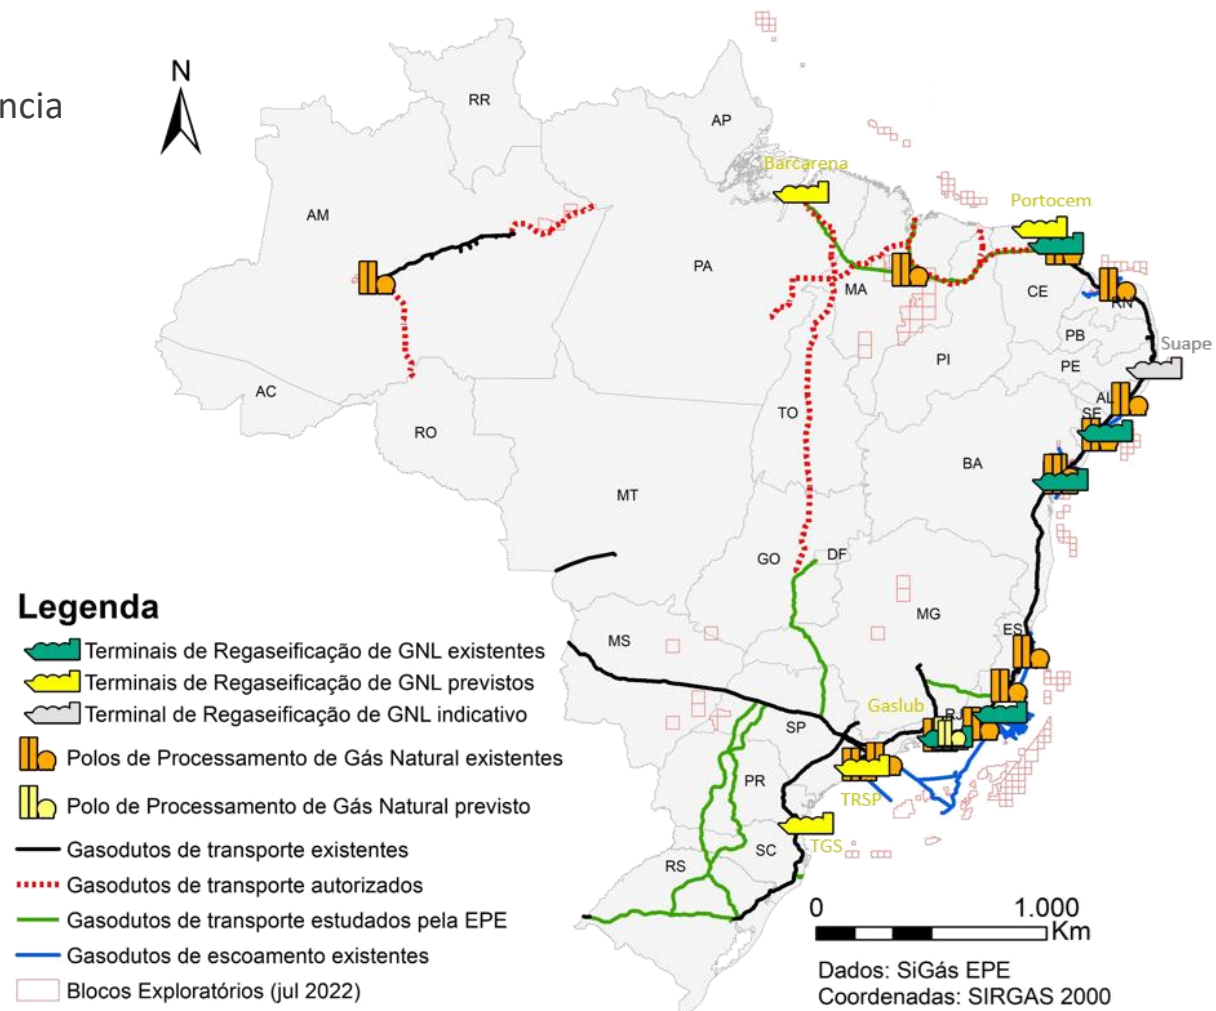 ncia
N
RR
AP
Barcarena
Portocem
AM
PA
MA
CE
RN
PB
Suape
PI
PE
AC
AL
TO
SE
RO
BA
MT
DF
GO
MG
ES
MS
Gaslub
RJ
SP
PR
TRSP
TGS
SC
RS
Legenda
Terminais de Regaseificação de GNL existentes
Terminais de Regaseificação de GNL previstos
Terminal de Regaseificação de GNL indicativo
Polos de Processamento de Gás Natural existentes
Polo de Processamento de Gás Natural previsto
Gasodutos de transporte existentes
Gasodutos de transporte autorizados
Gasodutos de transporte estudados pela EPE
Gasodutos de escoamento existentes
Blocos Exploratórios (jul 2022)
0 1.000
Km
Dados: SiGás EPE
Coordenadas: SIRGAS 2000